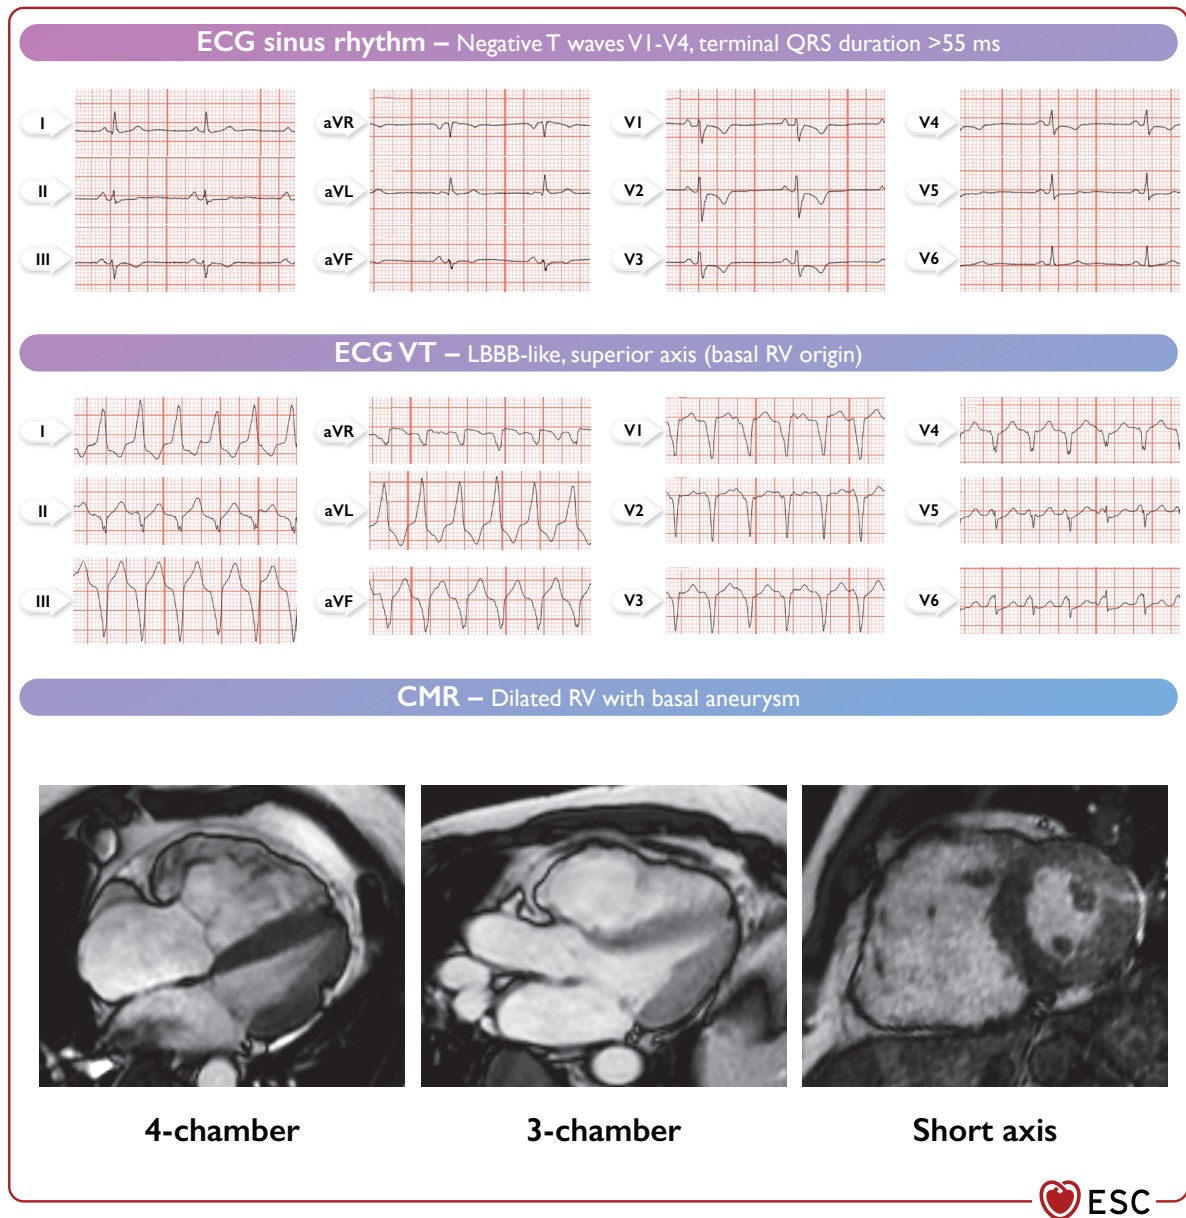 ECG sinus rhythm – Negative T waves V1-V4, terminal QRS duration >55 ms
I aVR V1 V4
II aVL V2 V5
III aVF V3 V6
ECG VT – LBBB-like, superior axis (basal RV origin)
I aVR V1 V4
II aVL V2 V5
III aVF V3 V6
CMR – Dilated RV with basal aneurysm
4-chamber 3-chamber Short axis
ESC